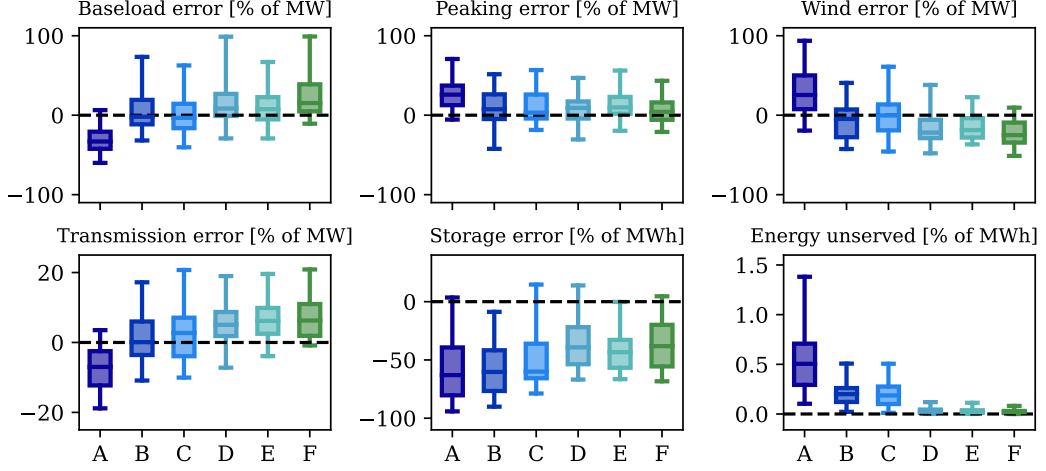 Baseload error [% of MW] Peaking error [% of MW] Wind error [% of MW]
100 100 100
0 0 0
−100 −100 −100
Transmission error [% of MW] Storage error [% of MWh] Energy unserved [% of MWh]
20 0 1.5
0 −50 1.0
−20 −100 0.5
0.0
A B C D E F A B C D E F A B C D E F